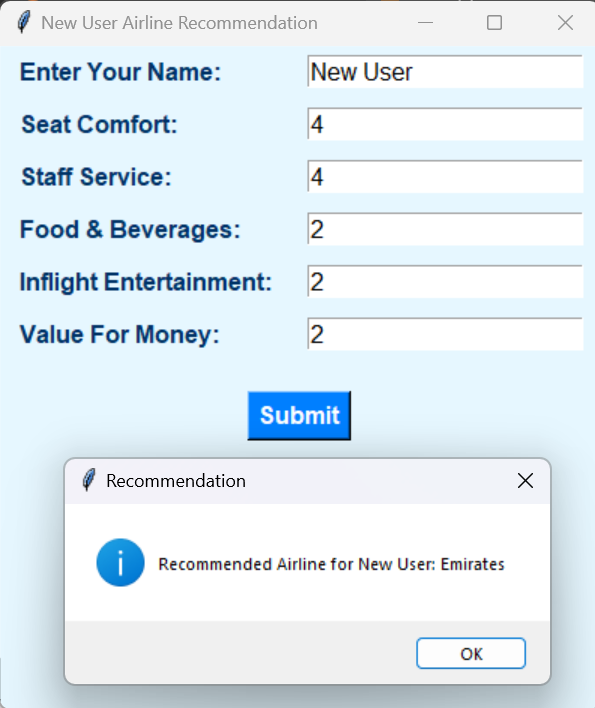 New User Airline Recommendation
Enter Your Name: New User
Seat Comfort: 4
Staff Service: 4
Food & Beverages: 2
Inflight Entertainment: 2
Value For Money: 2
Submit
Recommendation
Recommended Airline for New User: Emirates
OK